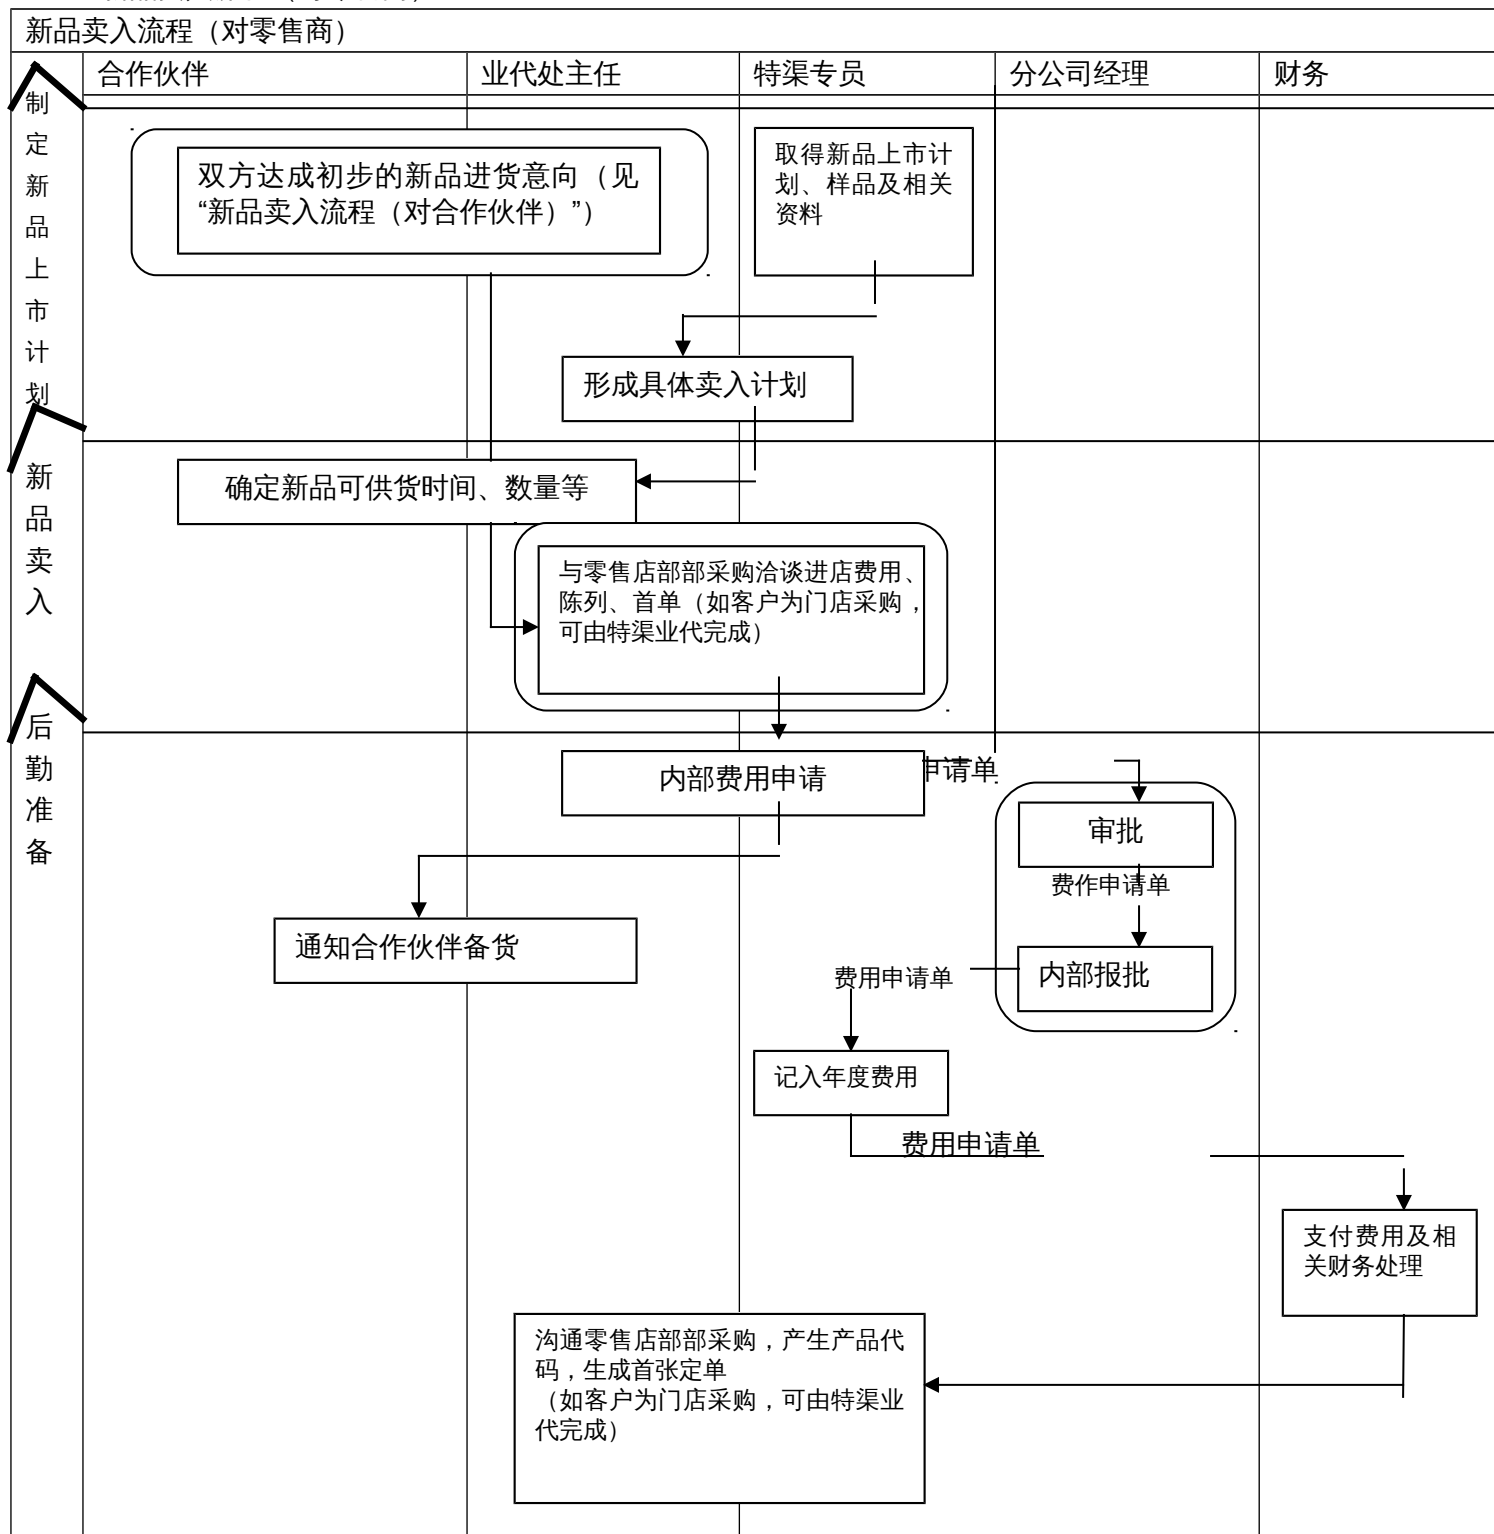 新品卖入流程（对零售商）
合作伙伴
业代处主任
特渠专员
分公司经理
财务
制
定
新
品
上
市
计
划
双方达成初步的新品进货意向（见
“新品卖入流程（对合作伙伴）”）
取得新品上市计
划、样品及相关
资料
形成具体卖入计划
新
品
卖
入
确定新品可供货时间、数量等
与零售店部部采购洽谈进店费用、
陈列、首单（如客户为门店采购，
可由特渠业代完成）
后
勤
准
备
内部费用申请
申请单
审批
费作申请单
通知合作伙伴备货
内部报批
费用申请单
记入年度费用
费用申请单
支付费用及相
关财务处理
沟通零售店部部采购，产生产品代
码，生成首张定单
（如客户为门店采购，可由特渠业
代完成）